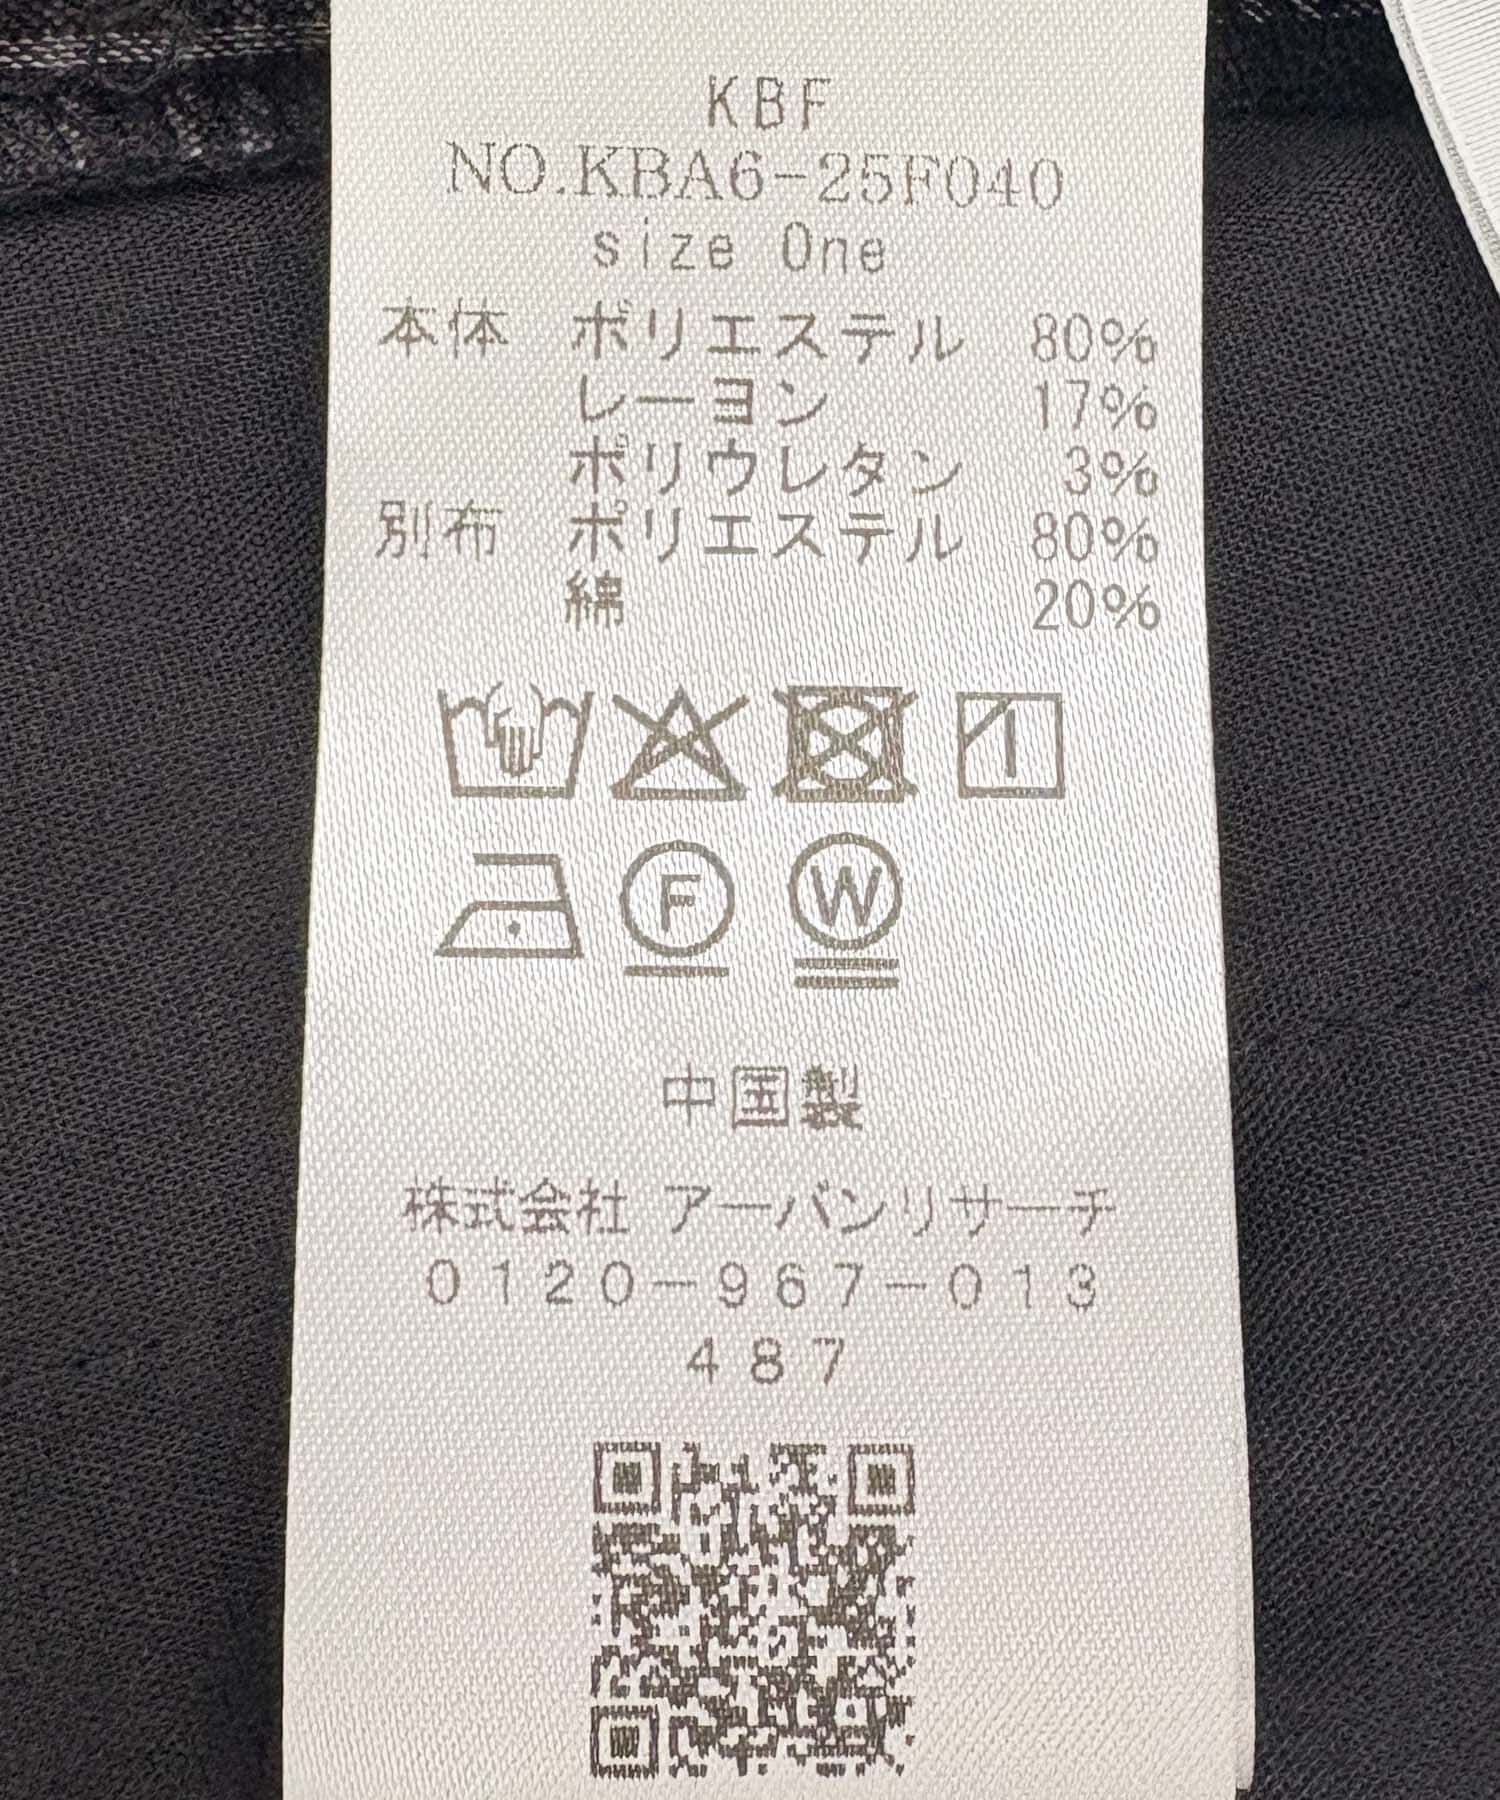 KBF
NO.KBA6-25F040
size One
本体 ポリエステル 80%
レーヨン 17%
ポリウレタン 3%
別布 ポリエステル 80%
綿 20%
F W
中国製
株式会社 アーバンリサーチ
0120-967-013
487